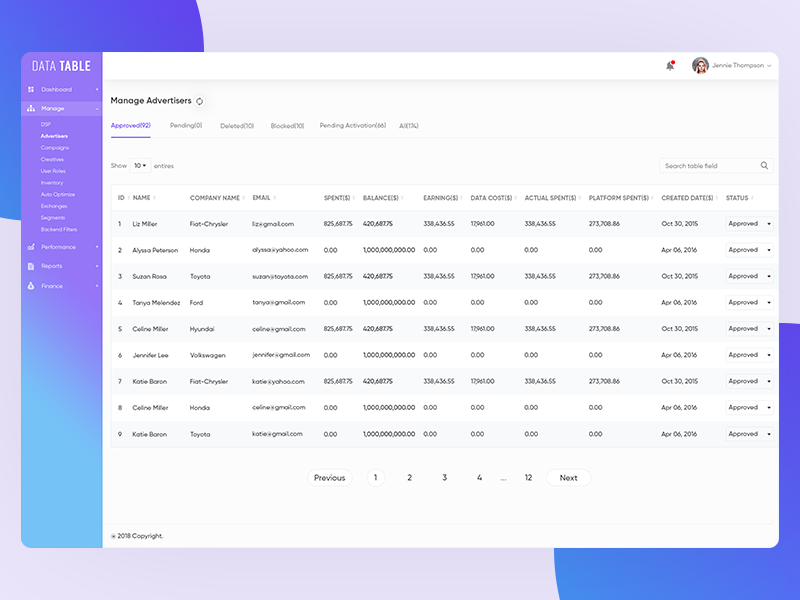 DATA TABLE
Jennie Thompson
Dashboard
Manage
DSP
Advertisers
Campaigns
Creatives
User Roles
Inventory
Auto Optimize
Exchanges
Segments
Backend Filters
Performance
Reports
Finance
Manage Advertisers
Approved(92) Pending(0) Deleted(10) Blocked(10) Pending Activation(66) All(174)
Show 10 entires Search table field
ID NAME COMPANY NAME EMAIL SPENT($) BALANCE($) EARNING($) DATA COST($) ACTUAL SPENT($) PLATFORM SPENT($) CREATED DATE($) STATUS
1 Liz Miller Fiat-Chrysler liz@gmail.com 825,687.75 420,687.75 338,436.55 17,961.00 338,436.55 273,708.86 Oct 30, 2015 Approved
2 Alyssa Peterson Honda alyssa@yahoo.com 0.00 1,000,000,000.00 0.00 0.00 0.00 0.00 Apr 06, 2016 Approved
3 Suzan Rosa Toyota suzan@tayota.com 825,687.75 420,687.75 338,436.55 17,961.00 338,436.55 273,708.86 Oct 30, 2015 Approved
4 Tanya Melendez Ford tanya@gmail.com 0.00 1,000,000,000.00 0.00 0.00 0.00 0.00 Apr 06, 2016 Approved
5 Celine Miller Hyundai celine@gmail.com 825,687.75 420,687.75 338,436.55 17,961.00 338,436.55 273,708.86 Oct 30, 2015 Approved
6 Jennifer Lee Volkswagen jennifer@gmail.com 0.00 1,000,000,000.00 0.00 0.00 0.00 0.00 Apr 06, 2016 Approved
7 Katie Baron Fiat-Chrysler katie@yahoo.com 825,687.75 420,687.75 338,436.55 17,961.00 338,436.55 273,708.86 Oct 30, 2015 Approved
8 Celine Miller Honda celine@gmail.com 0.00 1,000,000,000.00 0.00 0.00 0.00 0.00 Apr 06, 2016 Approved
9 Katie Baron Toyota katie@gmail.com 0.00 1,000,000,000.00 0.00 0.00 0.00 0.00 Apr 06, 2016 Approved
Previous 1 2 3 4 ... 12 Next
® 2018 Copyright.